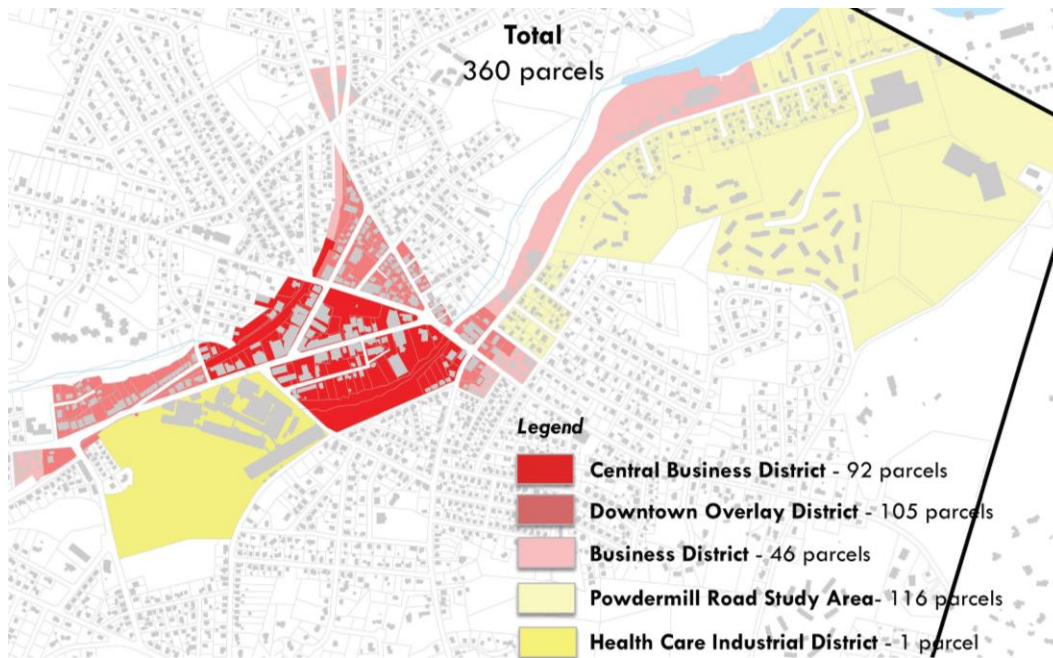 Total
360 parcels
Legend
Central Business District - 92 parcels
Downtown Overlay District - 105 parcels
Business District - 46 parcels
Powdermill Road Study Area- 116 parcels
Health Care Industrial District - 1 parcel